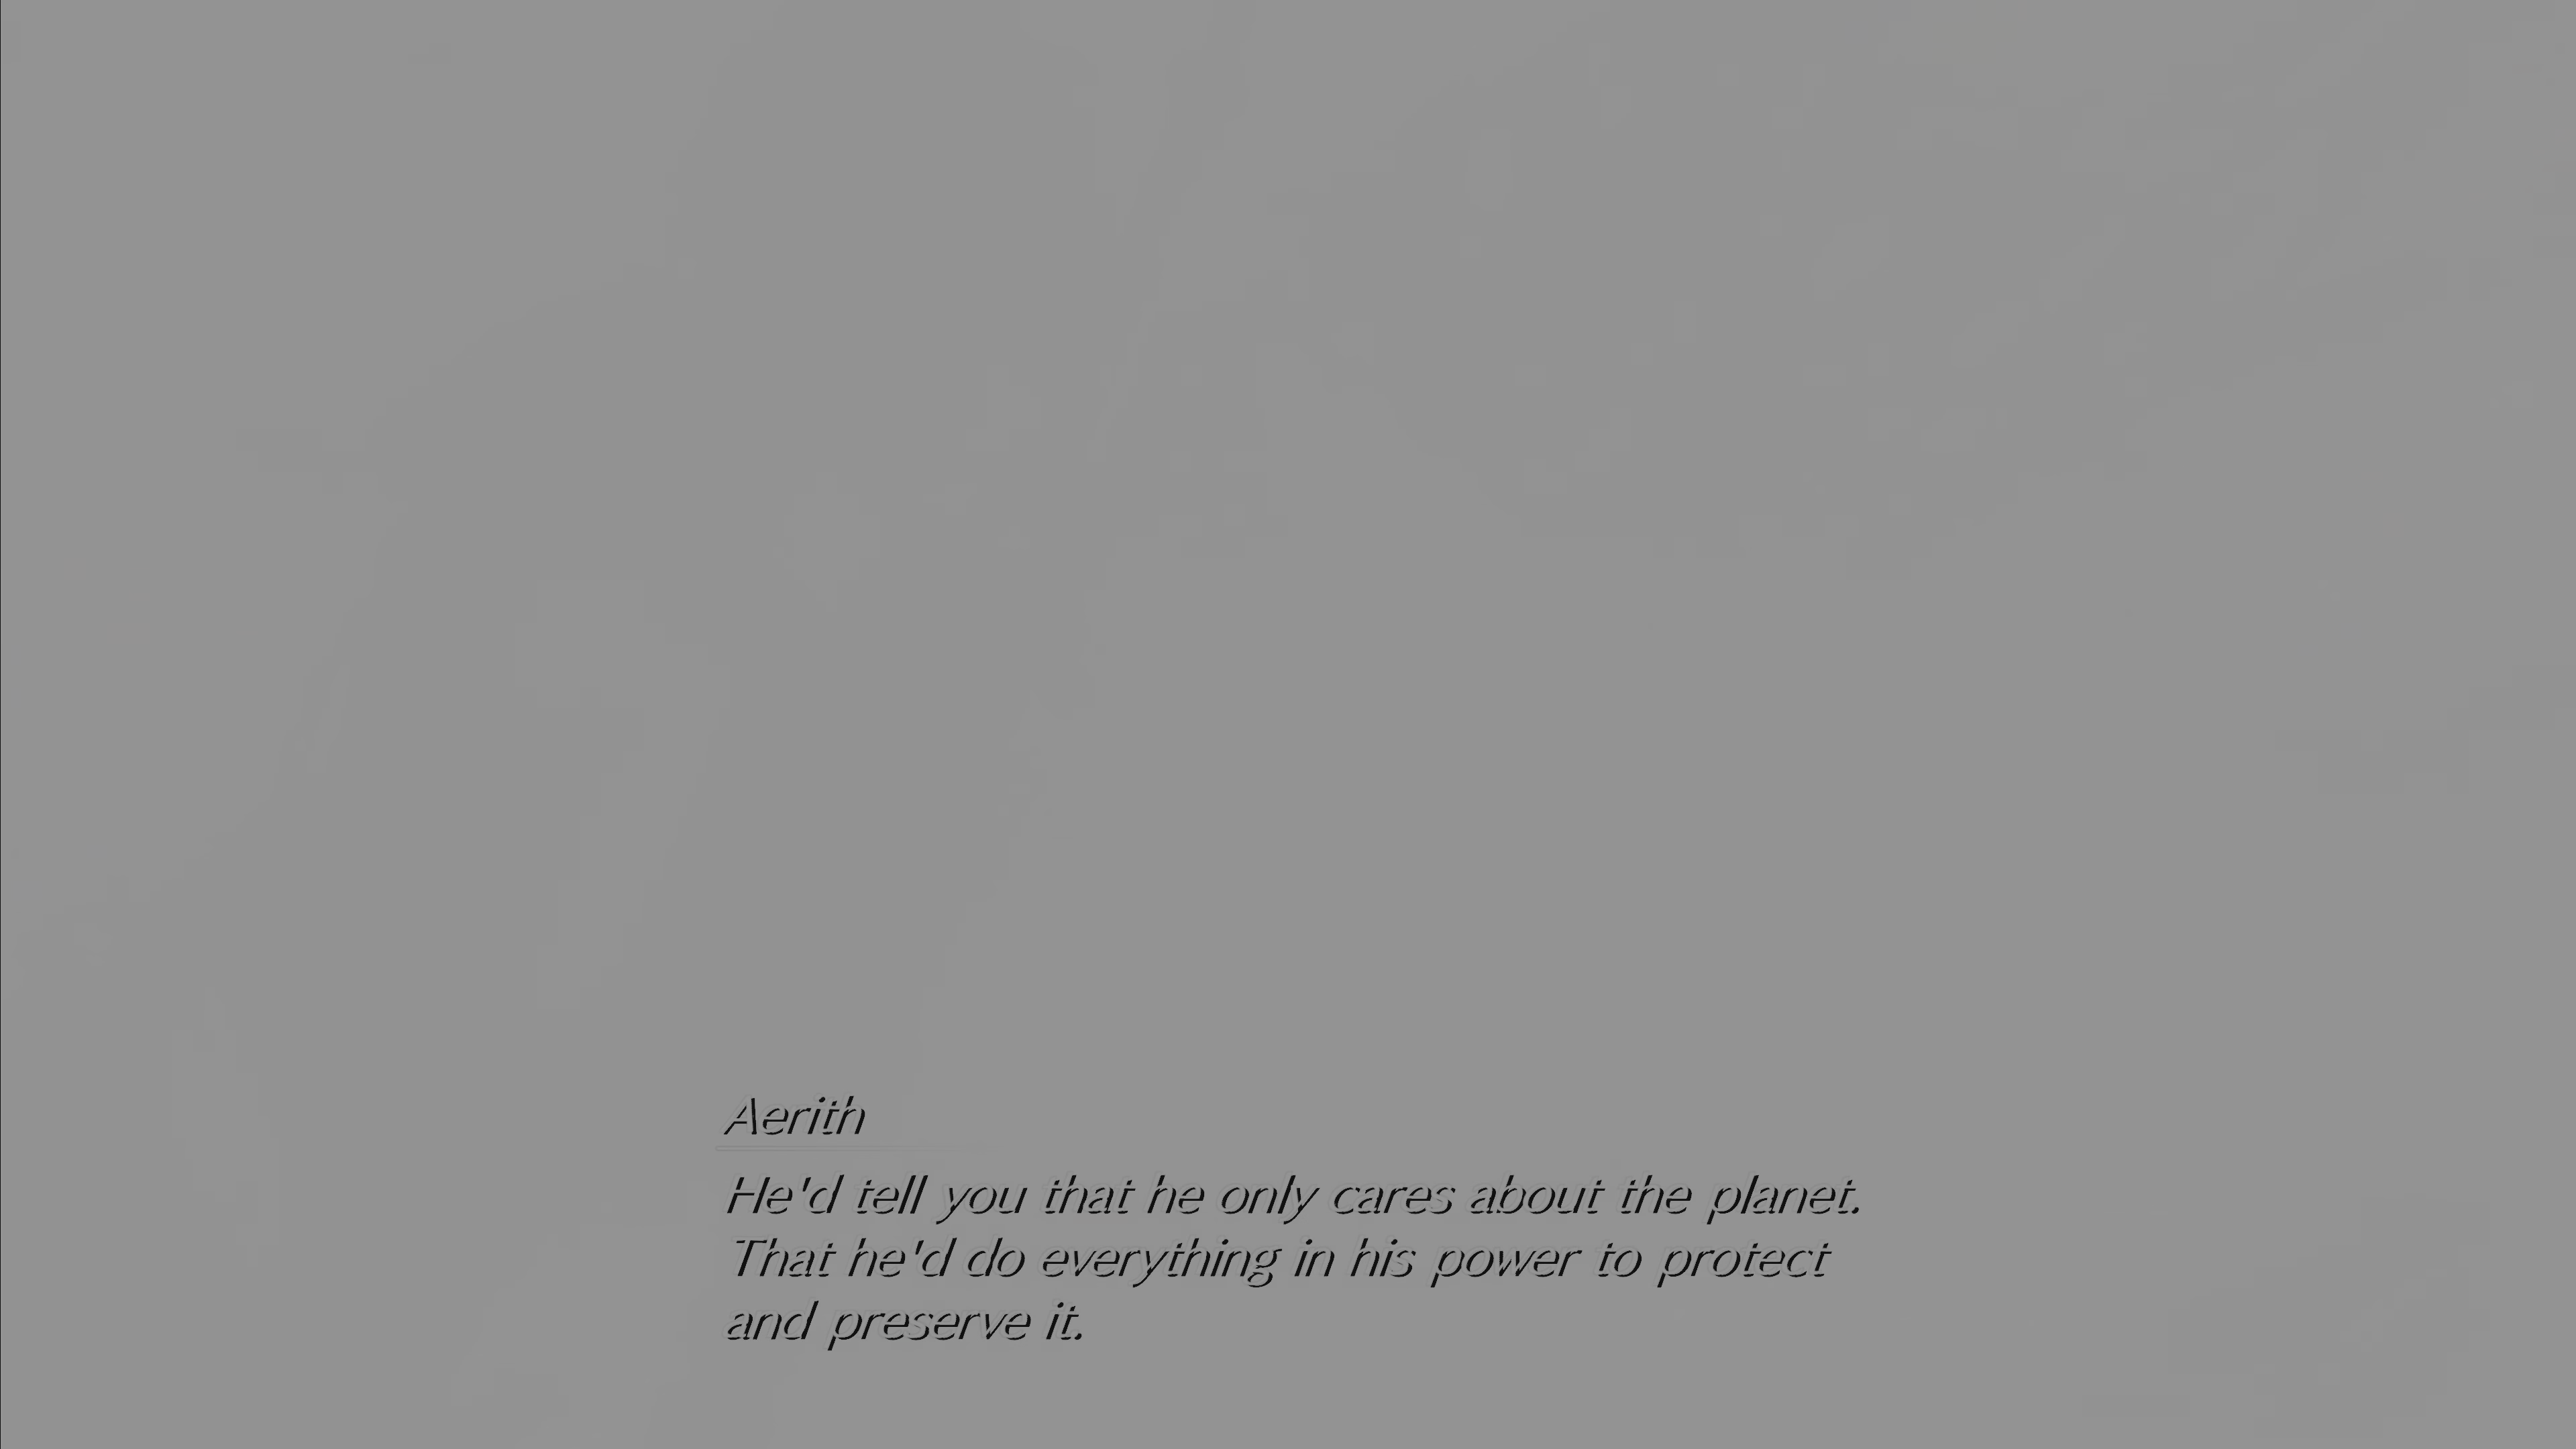 Aerith
He'd tell you that he only cares about the planet.
That he'd do everything in his power to protect
and preserve it.